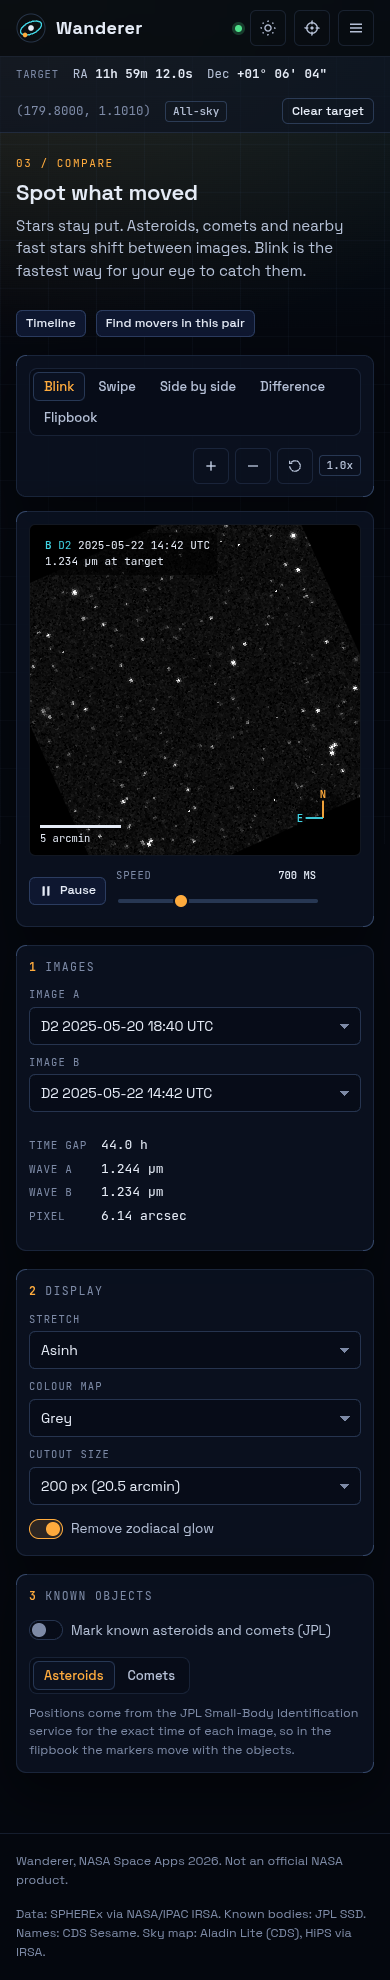 Wanderer
TARGET RA 11h 59m 12.0s Dec +01° 06' 04"
(179.8000, 1.1010) All-sky Clear target
03 / COMPARE
Spot what moved
Stars stay put. Asteroids, comets and nearby
fast stars shift between images. Blink is the
fastest way for your eye to catch them.
Timeline Find movers in this pair
Blink Swipe Side by side Difference
Flipbook
+ − 1.0x
B D2 2025-05-22 14:42 UTC
1.234 µm at target
N
E
5 arcmin
SPEED 700 MS
Pause
1 IMAGES
IMAGE A
D2 2025-05-20 18:40 UTC
IMAGE B
D2 2025-05-22 14:42 UTC
TIME GAP 44.0 h
WAVE A 1.244 µm
WAVE B 1.234 µm
PIXEL 6.14 arcsec
2 DISPLAY
STRETCH
Asinh
COLOUR MAP
Grey
CUTOUT SIZE
200 px (20.5 arcmin)
Remove zodiacal glow
3 KNOWN OBJECTS
Mark known asteroids and comets (JPL)
Asteroids Comets
Positions come from the JPL Small-Body Identification
service for the exact time of each image, so in the
flipbook the markers move with the objects.
Wanderer, NASA Space Apps 2026. Not an official NASA
product.
Data: SPHEREx via NASA/IPAC IRSA. Known bodies: JPL SSD.
Names: CDS Sesame. Sky map: Aladin Lite (CDS), HiPS via
IRSA.